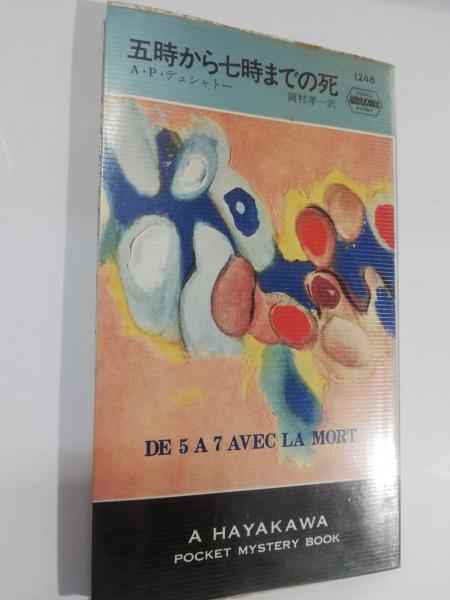 五時から七時までの死
A・P・デュシャトー
岡村孝一訳
1248
HAYAKAWA
DE 5 A 7 AVEC LA MORT
A HAYAKAWA
POCKET MYSTERY BOOK